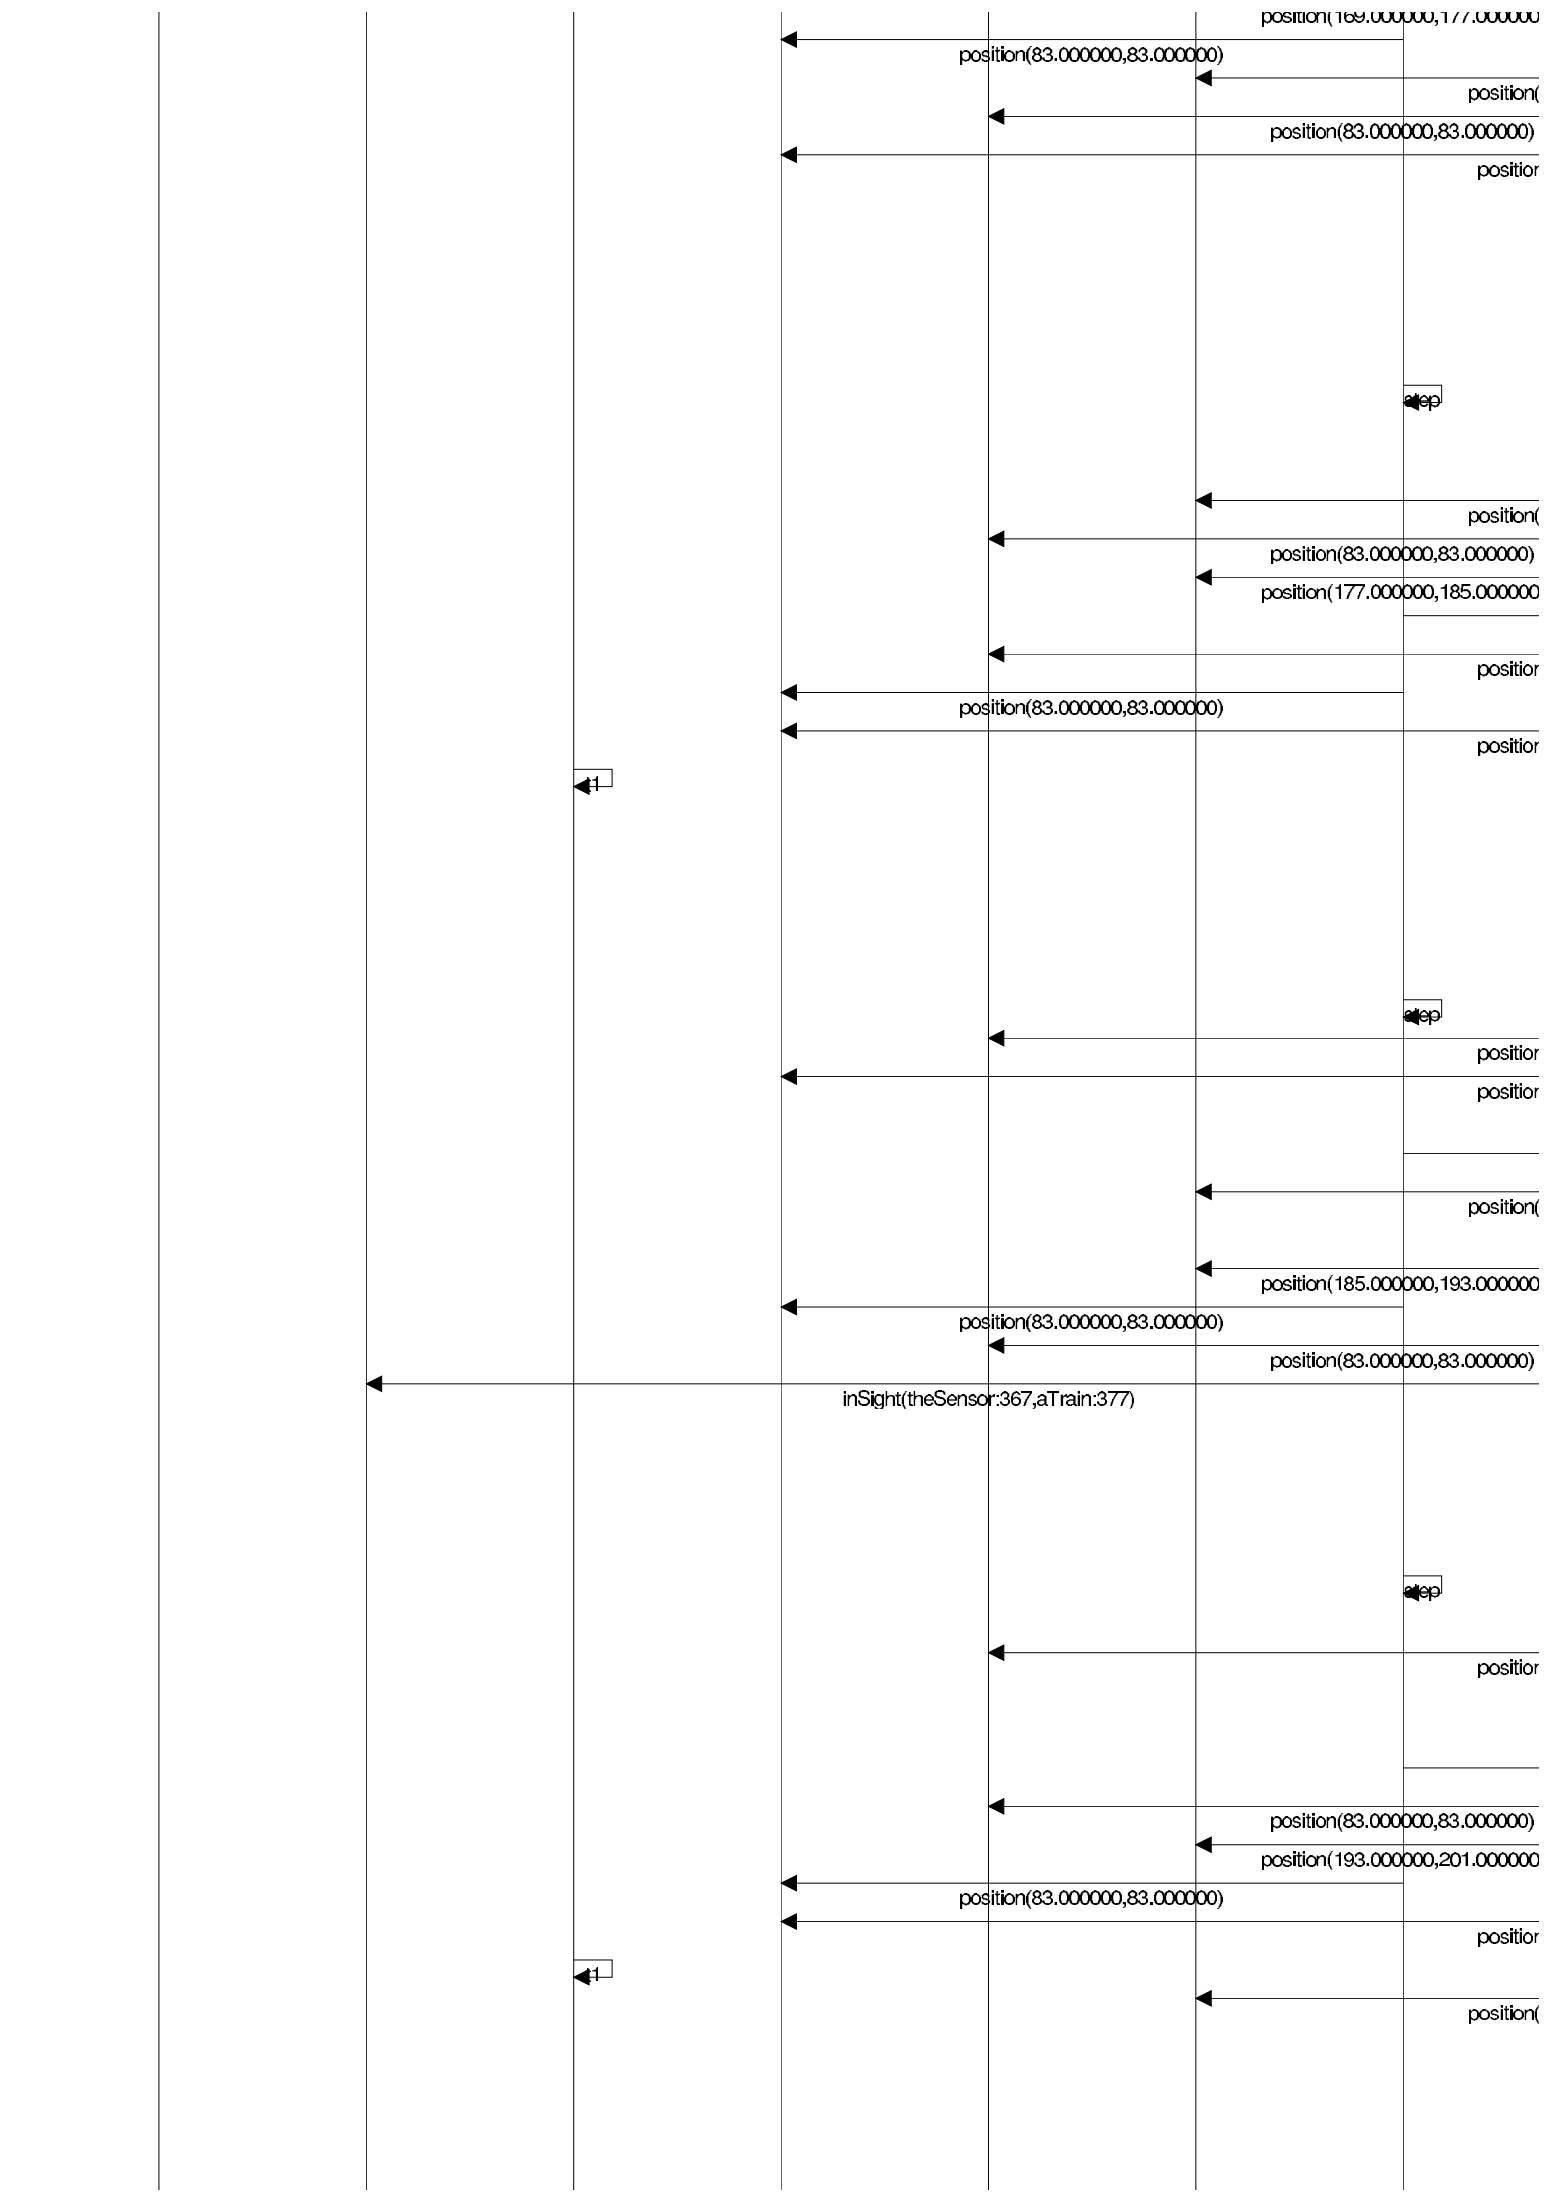 position(169.000000,177.000000
position(83.000000,83.000000)
position(
position(83.000000,83.000000)
position
step
position(
position(83.000000,83.000000)
position(177.000000,185.000000
position
position(83.000000,83.000000)
position
t1
step
position
position
position(
position(185.000000,193.000000
position(83.000000,83.000000)
position(83.000000,83.000000)
inSight(theSensor:367,aTrain:377)
step
position
position(83.000000,83.000000)
position(193.000000,201.000000
position(83.000000,83.000000)
position
t1
position(